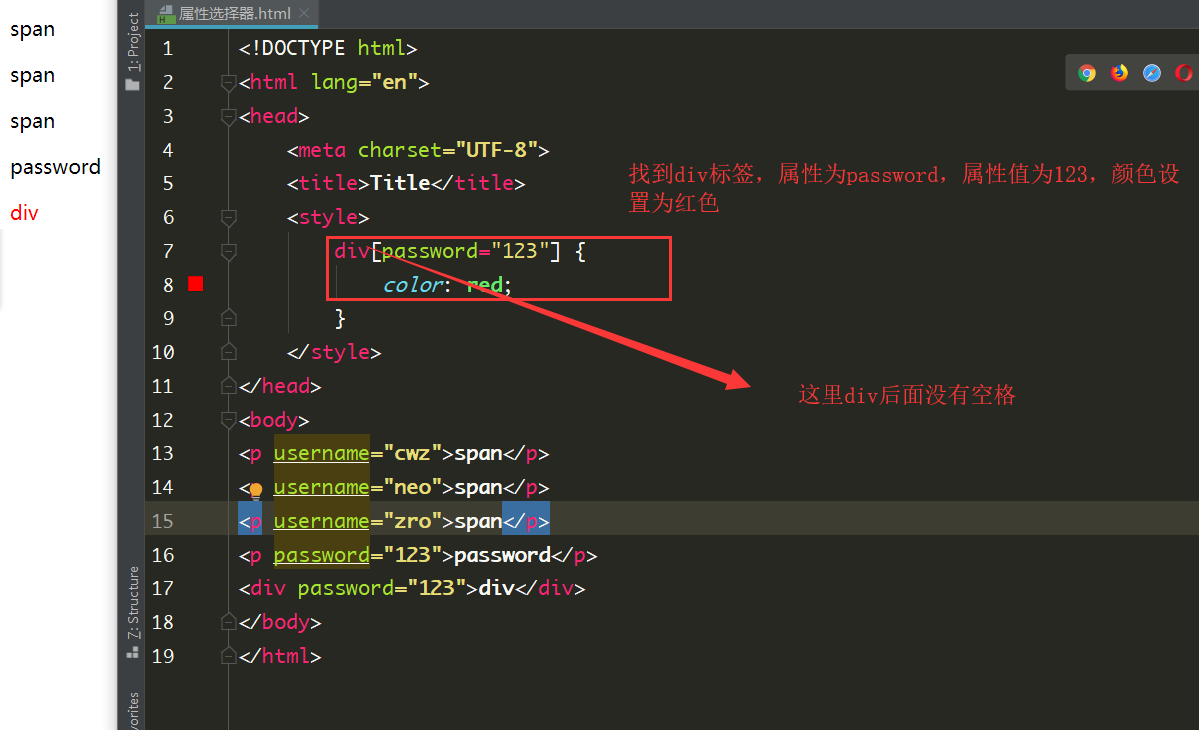 span
span
span
password
div
1: Project
7: Structure
vorites
属性选择器.html
1 <!DOCTYPE html>
2 <html lang="en">
3 <head>
4 <meta charset="UTF-8">
5 <title>Title</title>
6 <style>
7 div[password="123"] {
8 color: red;
9 }
10 </style>
11 </head>
12 <body>
13 <p username="cwz">span</p>
14 <p username="neo">span</p>
15 <p username="zro">span</p>
16 <p password="123">password</p>
17 <div password="123">div</div>
18 </body>
19 </html>
找到div标签，属性为password，属性值为123，颜色设
置为红色
这里div后面没有空格